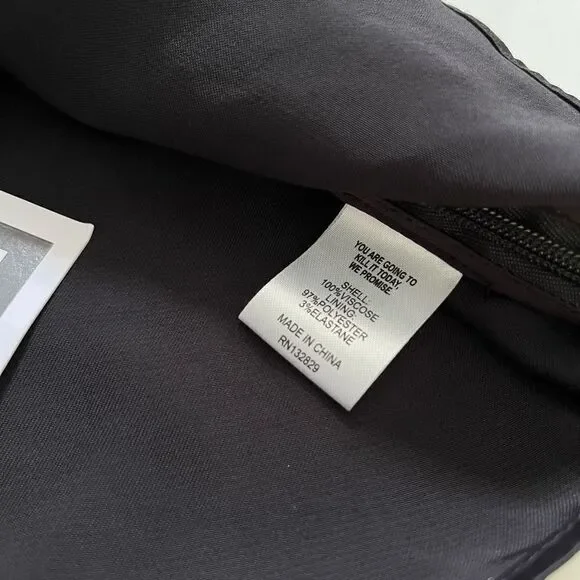 YOU ARE GOING TO
KILL IT TODAY,
WE PROMISE.
SHELL:
100%VISCOSE
LINING:
97%POLYESTER
3%ELASTANE
MADE IN CHINA
RN132829